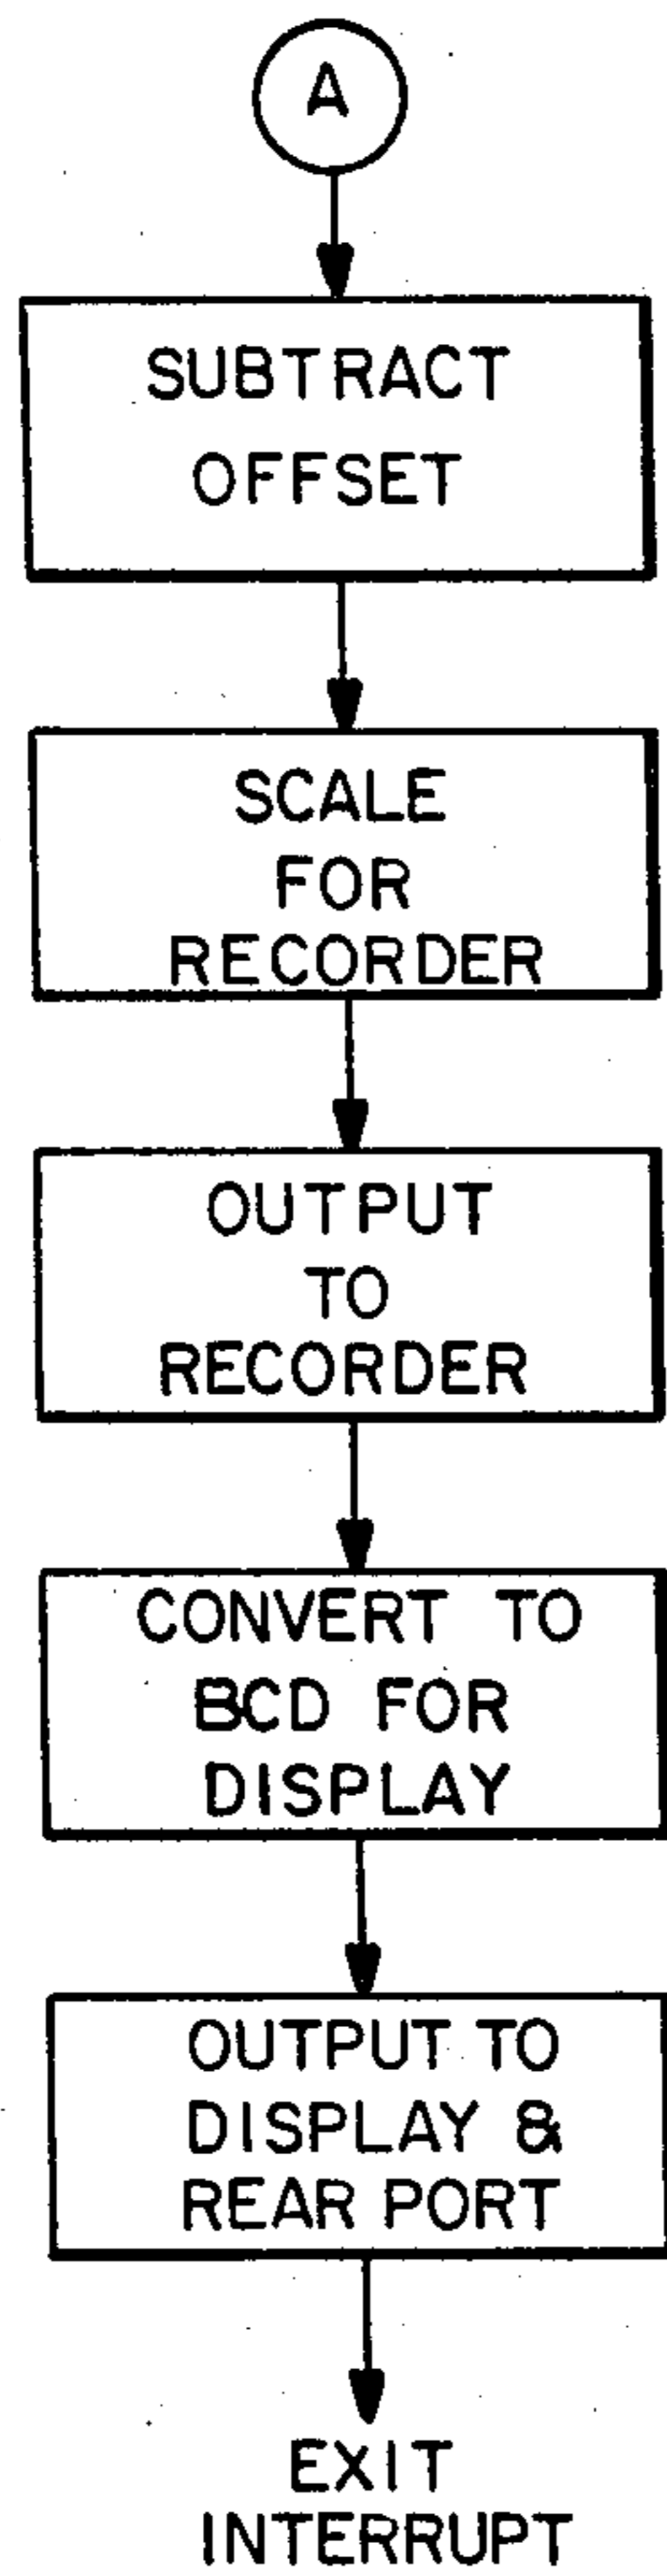 A
SUBTRACT
OFFSET
SCALE
FOR
RECORDER
OUTPUT
TO
RECORDER
CONVERT TO
BCD FOR
DISPLAY
OUTPUT TO
DISPLAY &
REAR PORT
EXIT
INTERRUPT